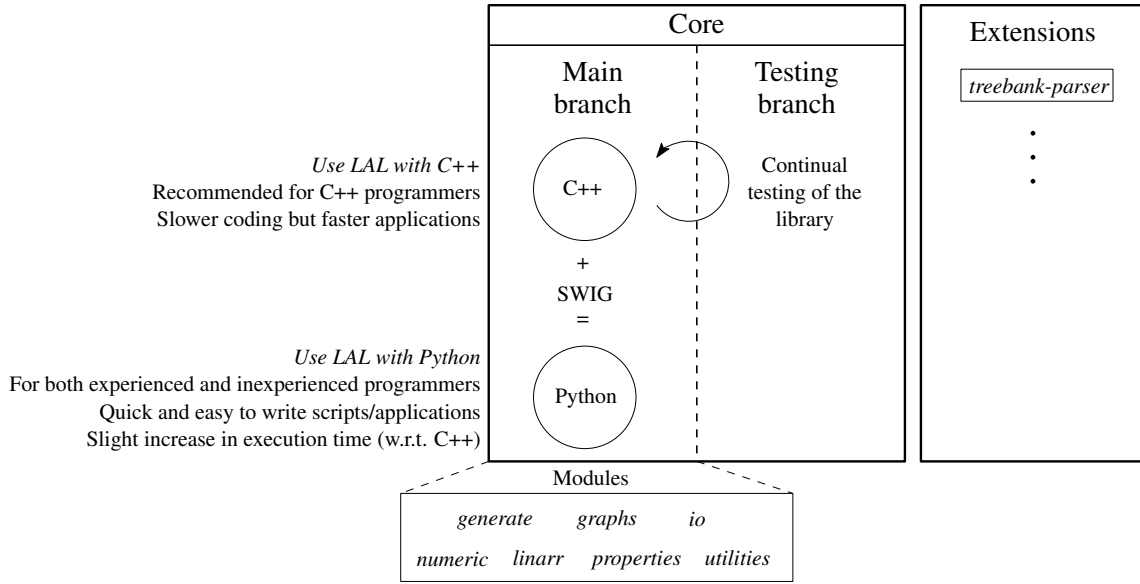 Core
Main
branch
Testing
branch
Use LAL with C++
Recommended for C++ programmers
Slower coding but faster applications
C++
Continual
testing of the
library
+
SWIG
=
Use LAL with Python
For both experienced and inexperienced programmers
Quick and easy to write scripts/applications
Slight increase in execution time (w.r.t. C++)
Python
Modules
generate graphs io
numeric linarr properties utilities
Extensions
treebank-parser